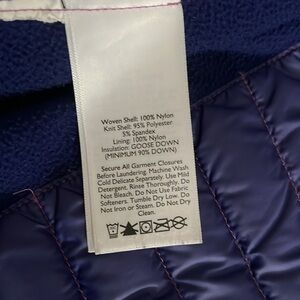 Woven Shell: 100% Nylon
Knit Shell: 95% Polyester
5% Spandex
Lining: 100% Nylon
Insulation: GOOSE DOWN
(MINIMUM 90% DOWN)
Secure All Garment Closures
Before Laundering. Machine Wash
Cold Delicate Separately. Use Mild
Detergent. Rinse Thoroughly. Do
Not Bleach. Do Not Use Fabric
Softeners. Tumble Dry Low. Do
Not Iron or Steam. Do Not Dry
Clean.